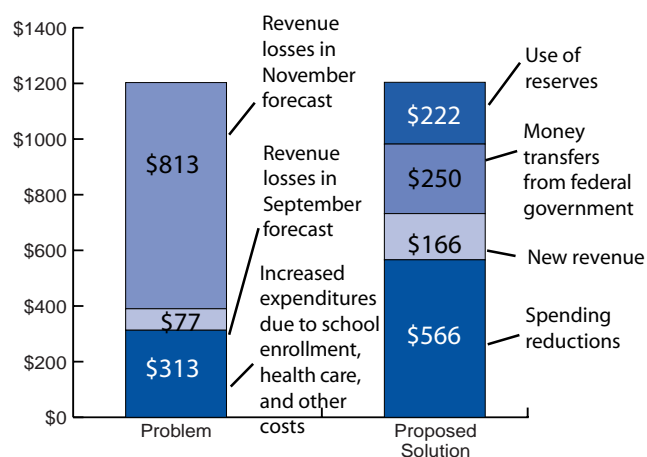 $1400
$1200
$1000
$800
$600
$400
$200
$0
Revenue
losses in
November
forecast
$813
Revenue
losses in
September
forecast
$77
Increased
expenditures
due to school
enrollment,
health care,
and other
costs
$313
Problem
Use of
reserves
$222
Money
transfers
from federal
government
$250
New revenue
$166
Spending
reductions
$566
Proposed
Solution